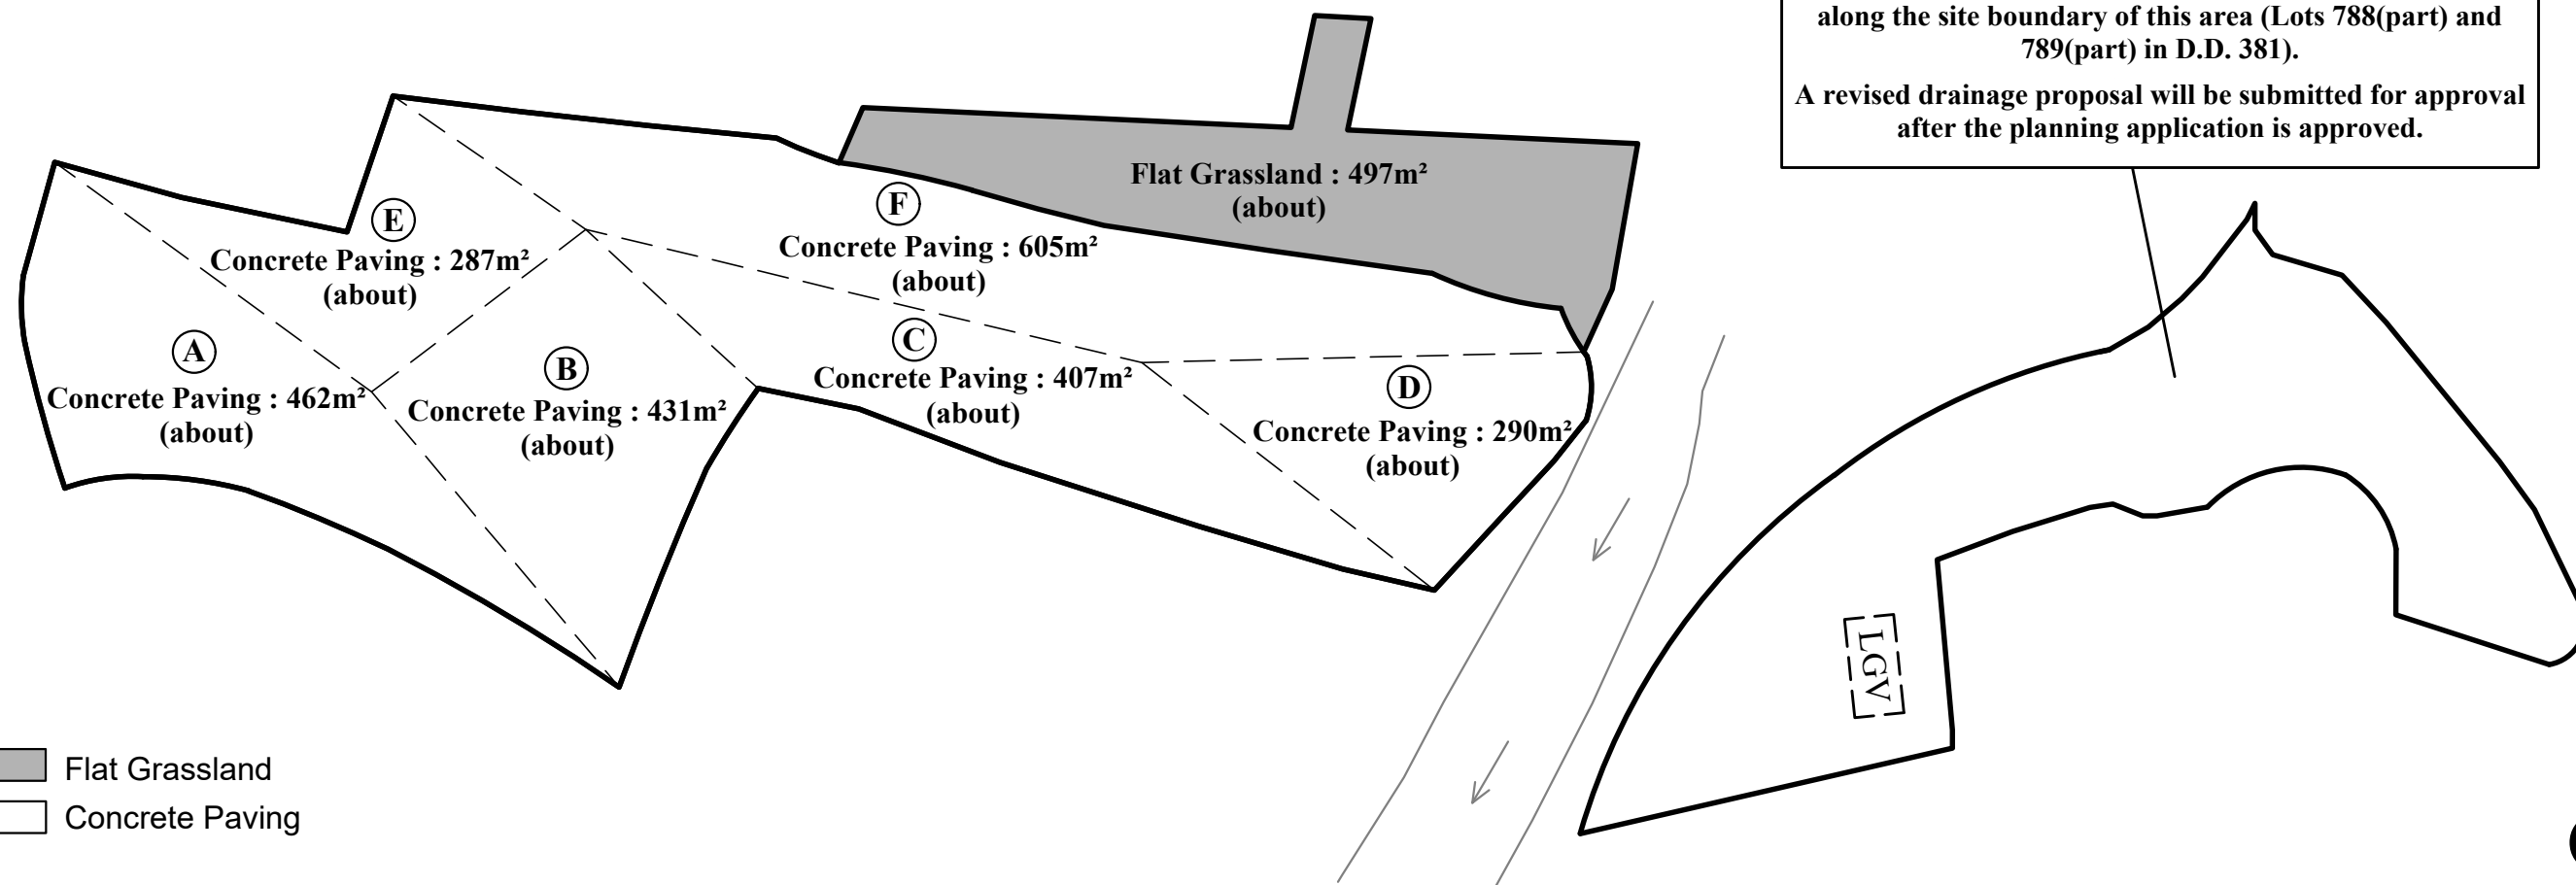 along the site boundary of this area (Lots 788(part) and
789(part) in D.D. 381).
A revised drainage proposal will be submitted for approval
after the planning application is approved.
Flat Grassland : 497m²
(about)
F
Concrete Paving : 605m²
(about)
E
Concrete Paving : 287m²
(about)
A
Concrete Paving : 462m²
(about)
B
Concrete Paving : 431m²
(about)
C
Concrete Paving : 407m²
(about)
D
Concrete Paving : 290m²
(about)
LGV
Flat Grassland
Concrete Paving